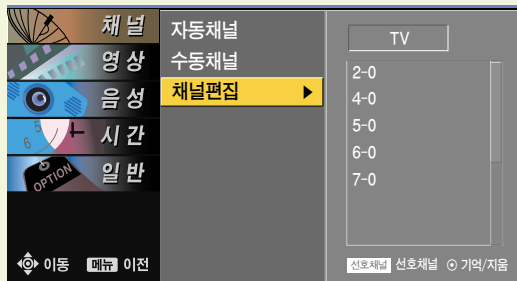 채널
영상
음성
시간
일반
5
6
OPTION
이동 메뉴 이전
자동채널
수동채널
채널편집
TV
2-0
4-0
5-0
6-0
7-0
선호채널 선호채널 ⊙ 기억/지움